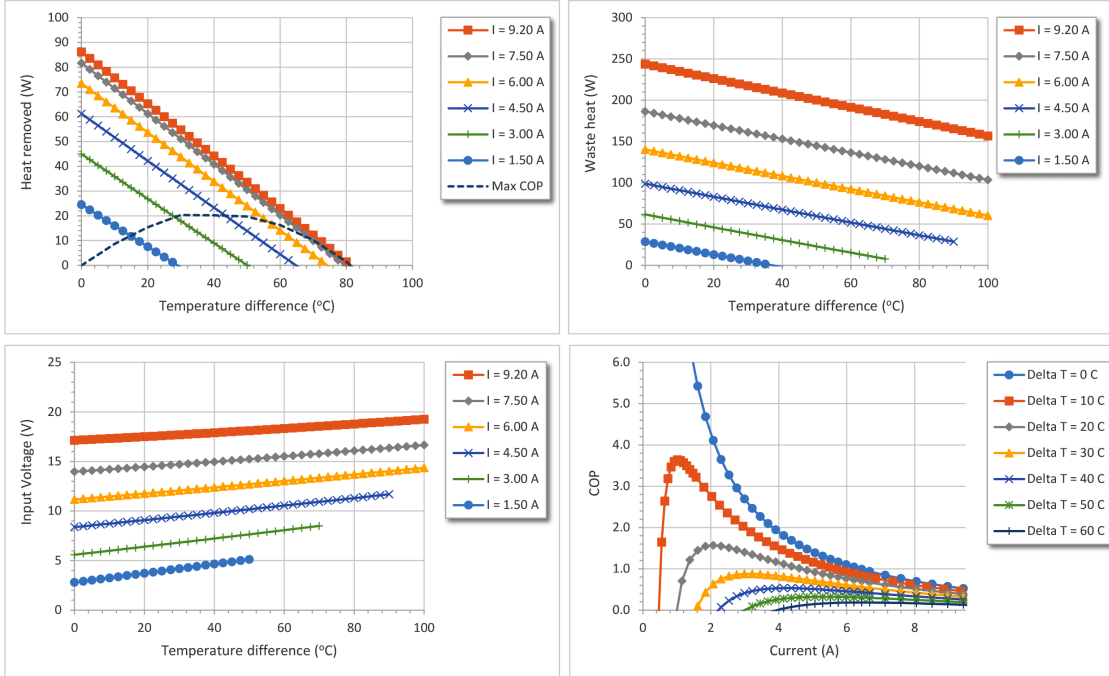 100
90
80
70
60
50
40
30
20
10
0
0
20
40
60
80
100
Heat removed (W)
Temperature difference (°C)
I = 9.20 A
I = 7.50 A
I = 6.00 A
I = 4.50 A
I = 3.00 A
I = 1.50 A
Max COP
300
250
200
150
100
50
0
0
20
40
60
80
100
Waste heat (W)
Temperature difference (°C)
I = 9.20 A
I = 7.50 A
I = 6.00 A
I = 4.50 A
I = 3.00 A
I = 1.50 A
25
20
15
10
5
0
0
20
40
60
80
100
Input Voltage (V)
Temperature difference (°C)
I = 9.20 A
I = 7.50 A
I = 6.00 A
I = 4.50 A
I = 3.00 A
I = 1.50 A
6.0
5.0
4.0
3.0
2.0
1.0
0.0
0
2
4
6
8
COP
Current (A)
Delta T = 0 C
Delta T = 10 C
Delta T = 20 C
Delta T = 30 C
Delta T = 40 C
Delta T = 50 C
Delta T = 60 C